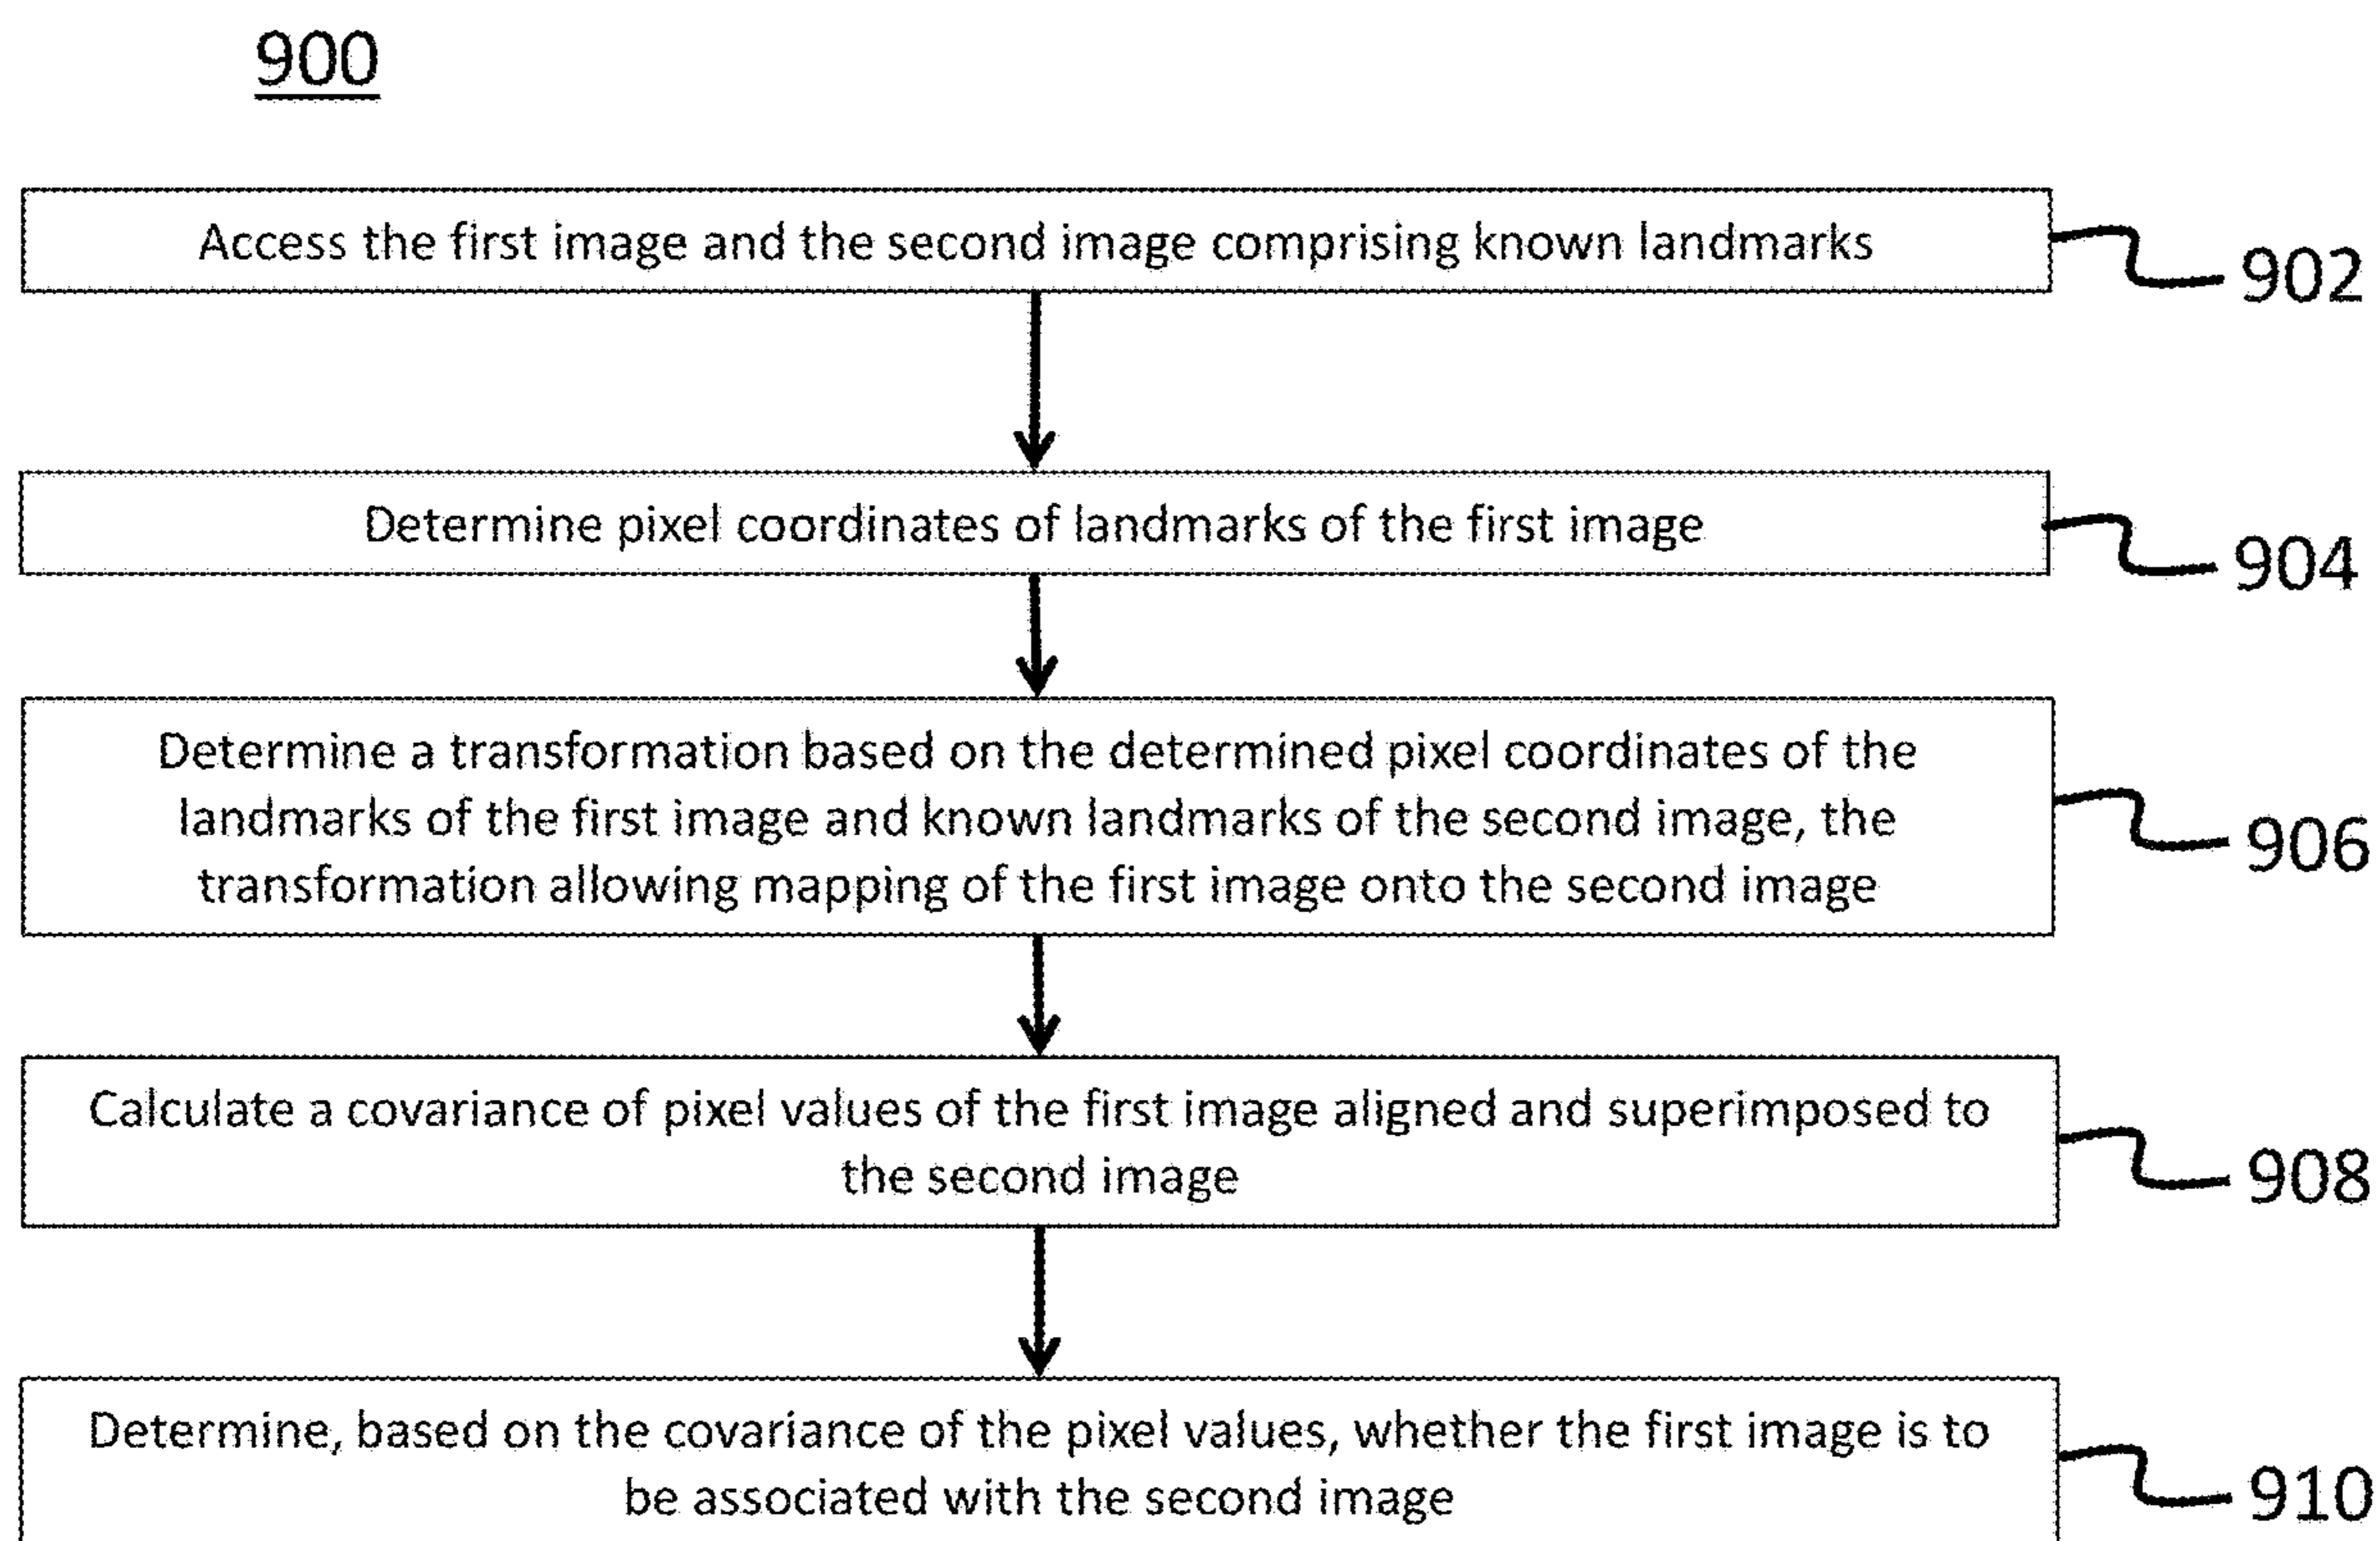 900
Access the first image and the second image comprising known landmarks
902
Determine pixel coordinates of landmarks of the first image
904
Determine a transformation based on the determined pixel coordinates of the
landmarks of the first image and known landmarks of the second image, the
transformation allowing mapping of the first image onto the second image
906
Calculate a covariance of pixel values of the first image aligned and superimposed to
the second image
908
Determine, based on the covariance of the pixel values, whether the first image is to
be associated with the second image
910